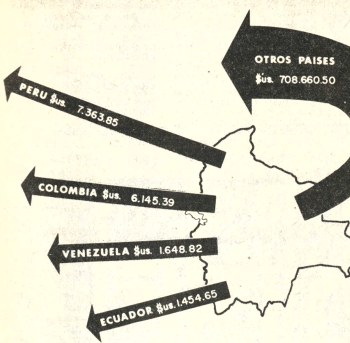 OTROS PAISES
$us. 708.660.50
PERU $us. 7.363.85
COLOMBIA $us. 6.145.39
VENEZUELA $us. 1.648.82
ECUADOR $us. 1.454.65